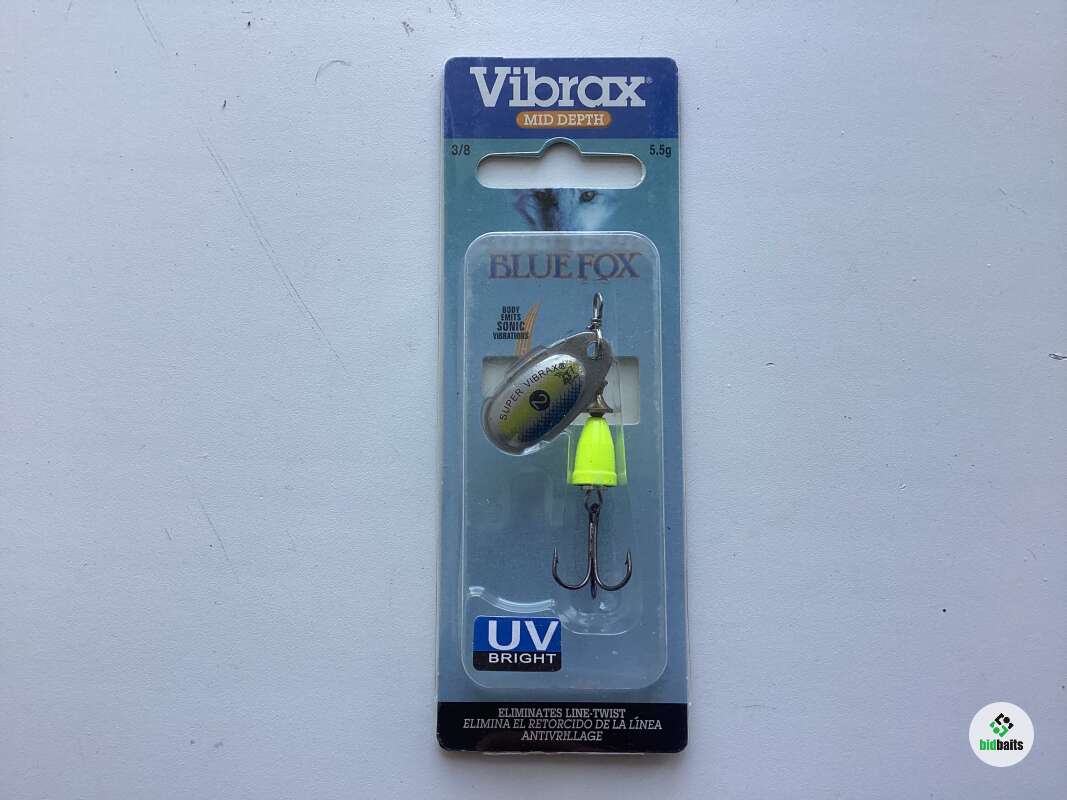 Vibrax®
MID DEPTH
3/8 5.5g
BLUE FOX
BODY
EMITS
SONIC
VIBRATIONS
SUPER VIBRAX®
2
UV
BRIGHT
ELIMINATES LINE-TWIST
ELIMINA EL RETORCIDO DE LA LÍNEA
ANTIVRILLAGE
bidbaits